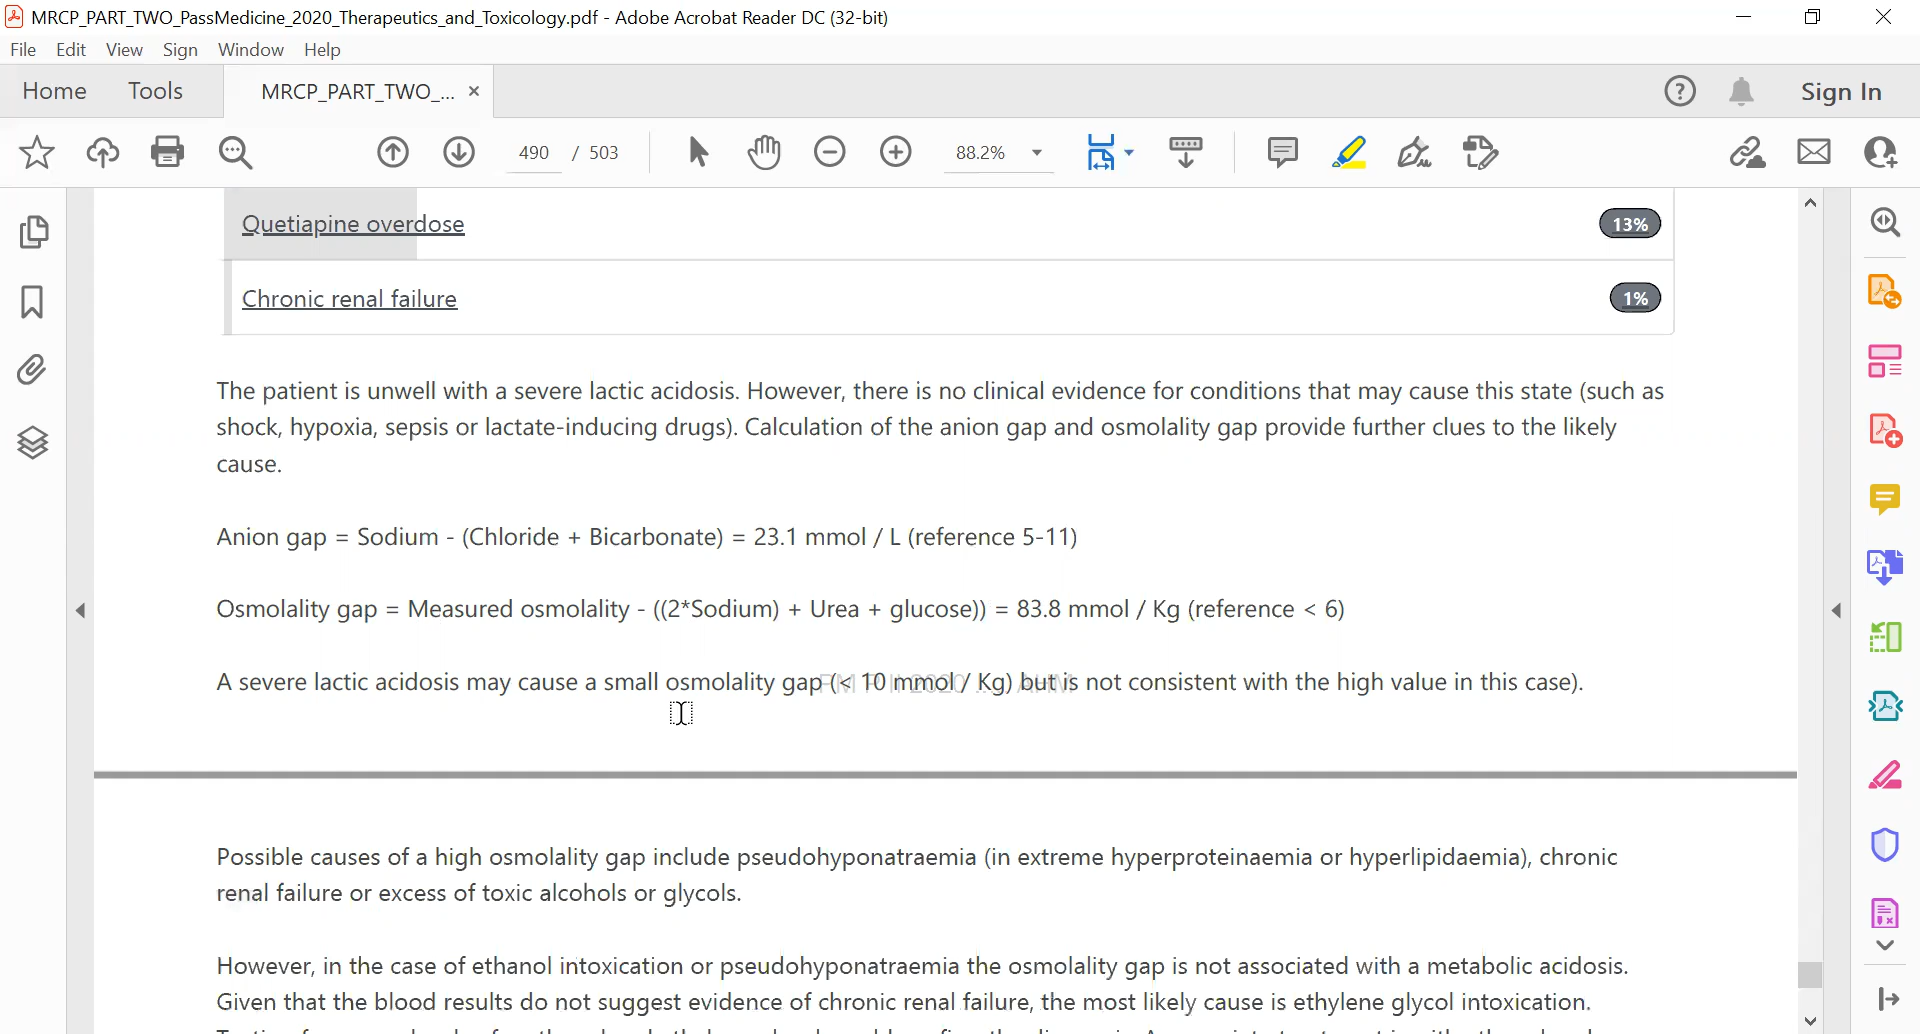 MRCP_PART_TWO_PassMedicine_2020_Therapeutics_and_Toxicology.pdf - Adobe Acrobat Reader DC (32-bit)
File Edit View Sign Window Help
Home Tools MRCP_PART_TWO_... × Sign In
490 / 503 88.2%
Quetiapine overdose 13%
Chronic renal failure 1%
The patient is unwell with a severe lactic acidosis. However, there is no clinical evidence for conditions that may cause this state (such as
shock, hypoxia, sepsis or lactate-inducing drugs). Calculation of the anion gap and osmolality gap provide further clues to the likely
cause.
Anion gap = Sodium - (Chloride + Bicarbonate) = 23.1 mmol / L (reference 5-11)
Osmolality gap = Measured osmolality - ((2*Sodium) + Urea + glucose)) = 83.8 mmol / Kg (reference < 6)
A severe lactic acidosis may cause a small osmolality gap (< 10 mmol / Kg) but is not consistent with the high value in this case).
Possible causes of a high osmolality gap include pseudohyponatraemia (in extreme hyperproteinaemia or hyperlipidaemia), chronic
renal failure or excess of toxic alcohols or glycols.
However, in the case of ethanol intoxication or pseudohyponatraemia the osmolality gap is not associated with a metabolic acidosis.
Given that the blood results do not suggest evidence of chronic renal failure, the most likely cause is ethylene glycol intoxication.